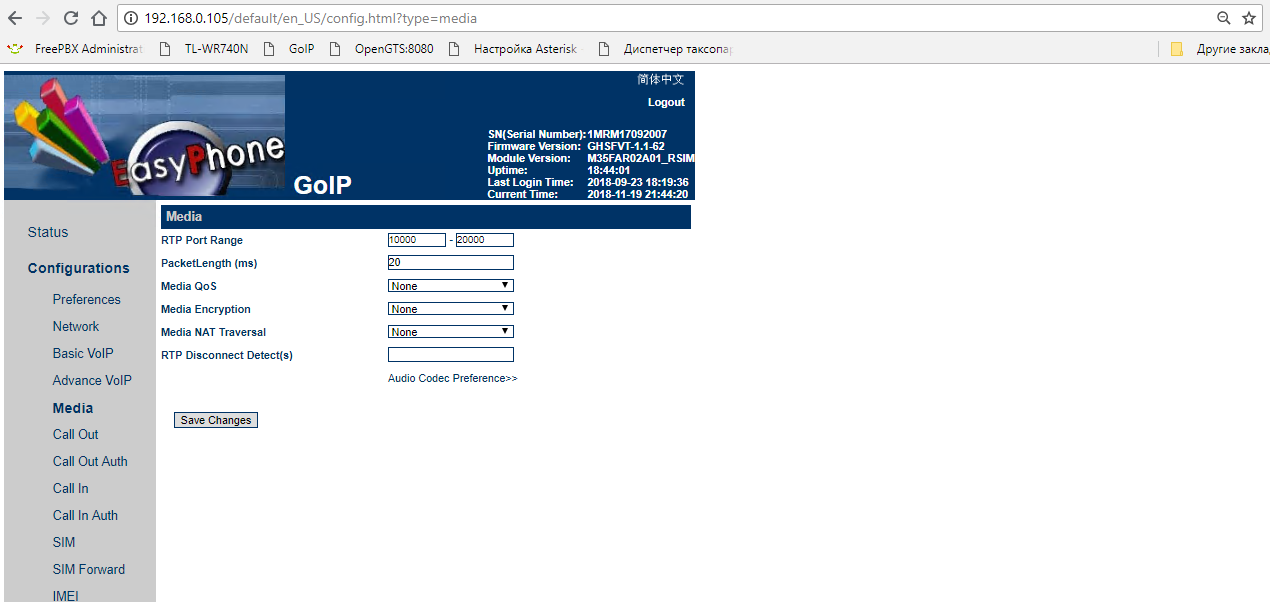 192.168.0.105/default/en_US/config.html?type=media
FreePBX Administrat TL-WR740N GoIP OpenGTS:8080 Настройка Asterisk Диспетчер таксопар Другие закла
简体中文
Logout
EasyPhone
GoIP
SN(Serial Number): 1MRM17092007
Firmware Version: GHSFVT-1.1-62
Module Version: M35FAR02A01_RSIM
Uptime: 18:44:01
Last Login Time: 2018-09-23 18:19:36
Current Time: 2018-11-19 21:44:20
Status
Configurations
Preferences
Network
Basic VoIP
Advance VoIP
Media
Call Out
Call Out Auth
Call In
Call In Auth
SIM
SIM Forward
IMEI
Media
RTP Port Range 10000 - 20000
PacketLength (ms) 20
Media QoS None
Media Encryption None
Media NAT Traversal None
RTP Disconnect Detect(s)
Audio Codec Preference>>
Save Changes